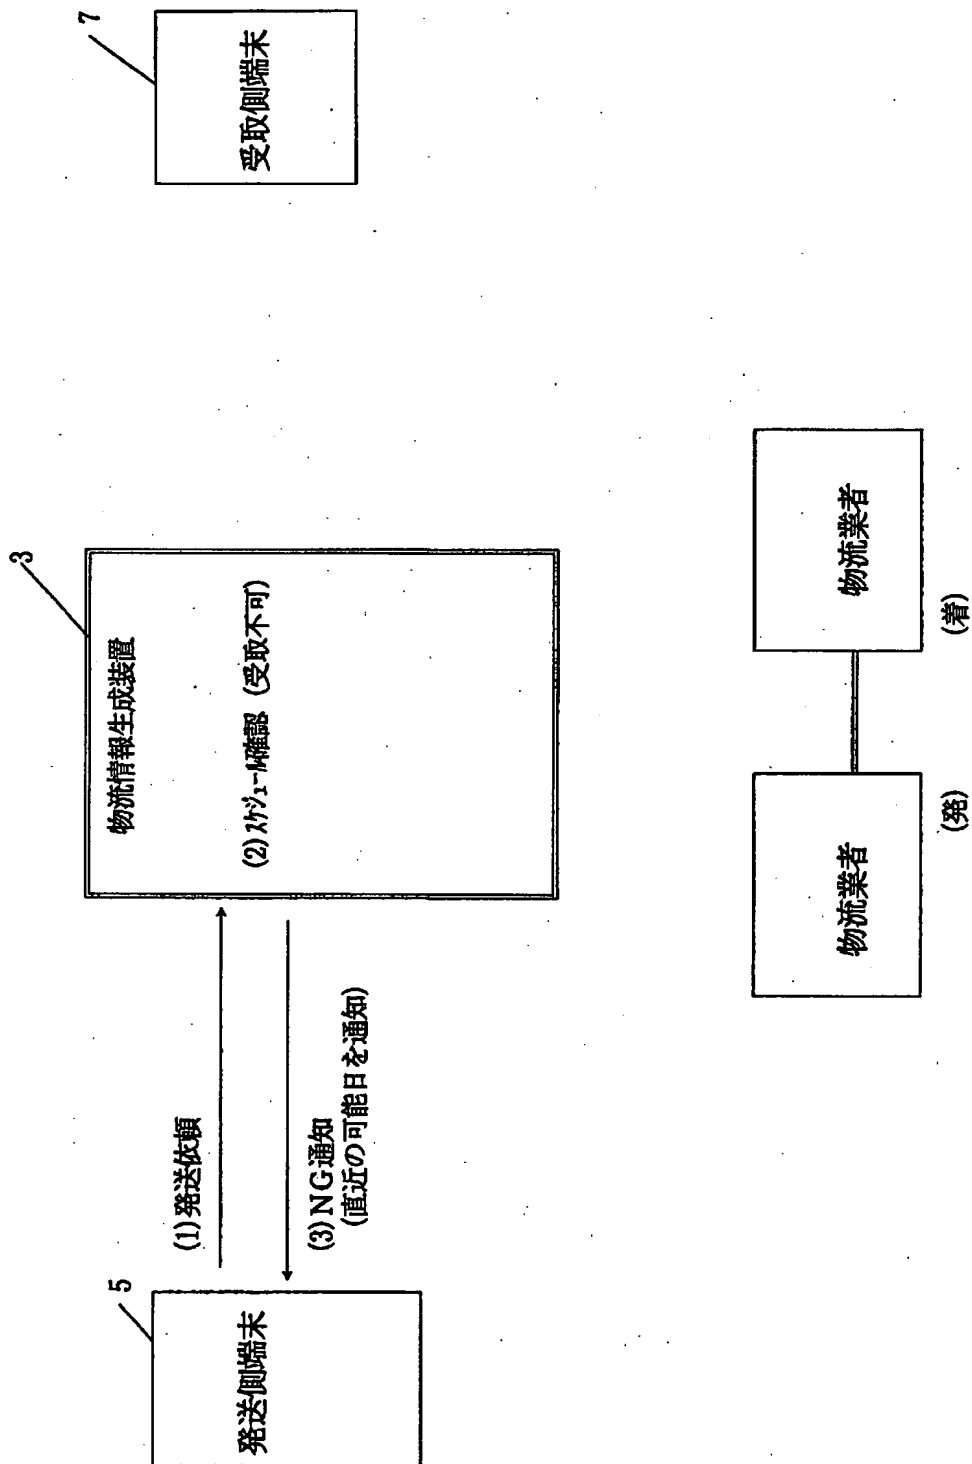 5
発送側端末
(1)発送依頼
(3)NG通知
(直近の可能日を通知)
3
物流情報生成装置
(2)スケジュール確認 (受取不可)
7
受取側端末
物流業者
(発)
物流業者
(着)